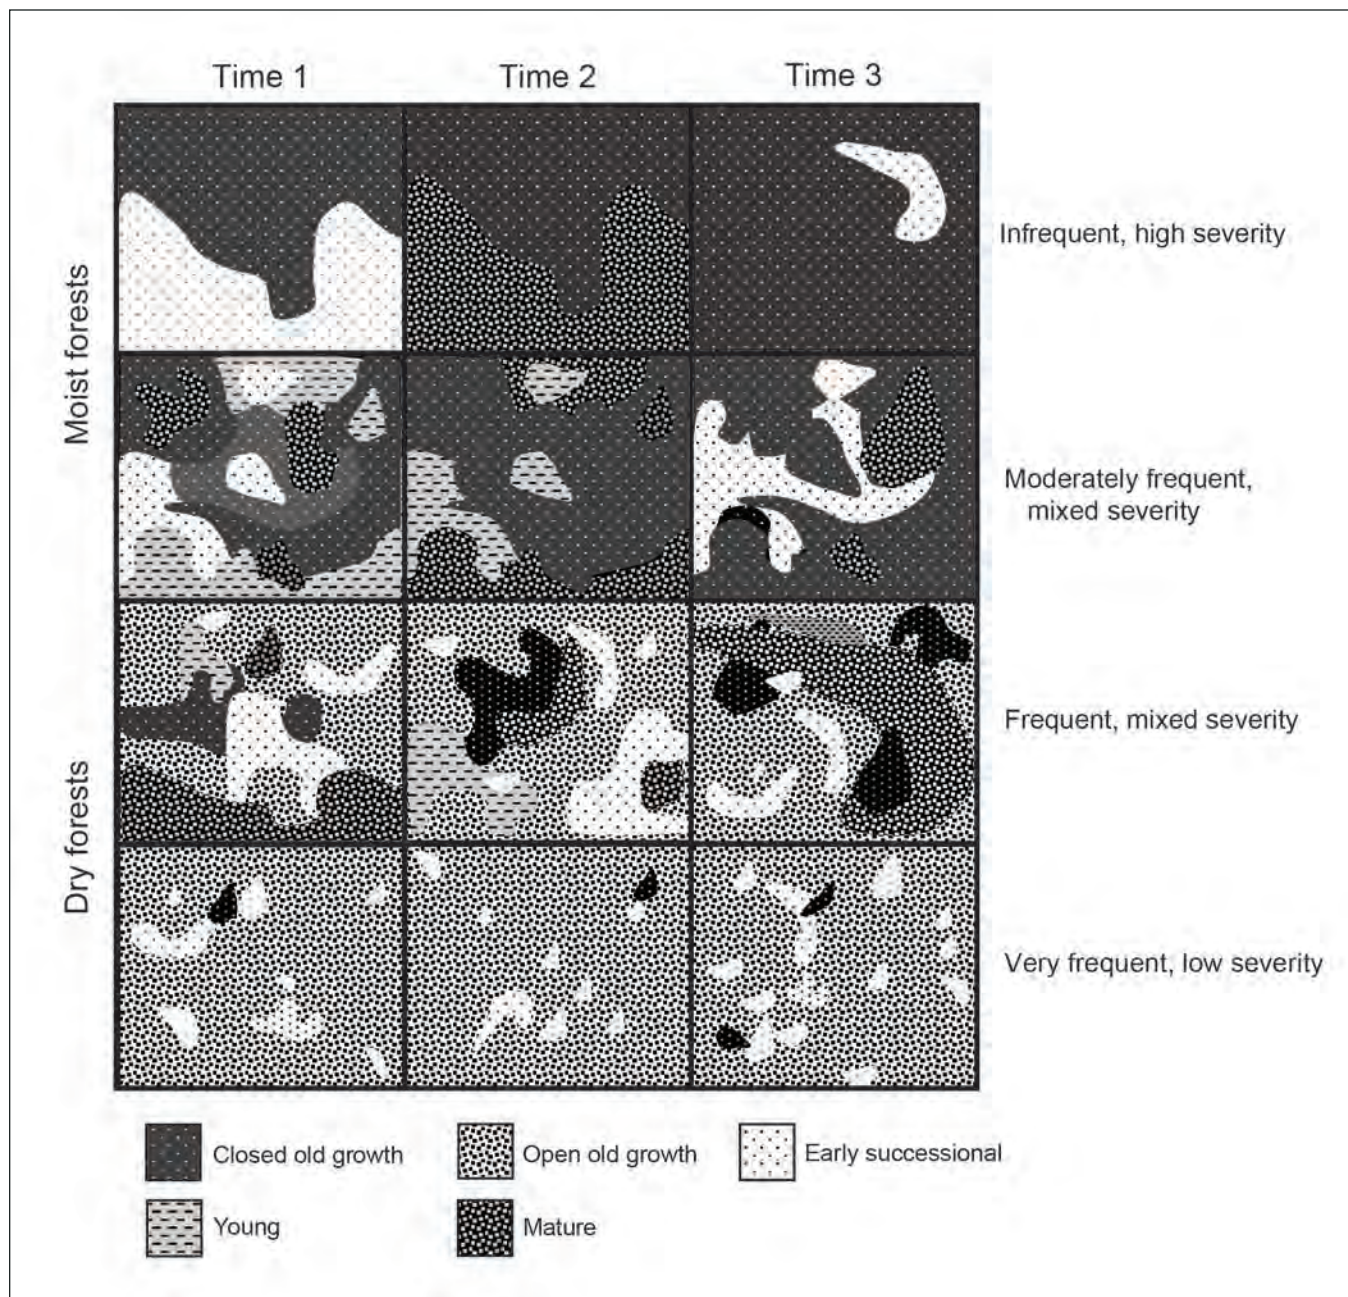 Time 1
Time 2
Time 3
Moist forests
Infrequent, high severity
Moderately frequent,
mixed severity
Dry forests
Frequent, mixed severity
Very frequent, low severity
Closed old growth
Open old growth
Early successional
Young
Mature